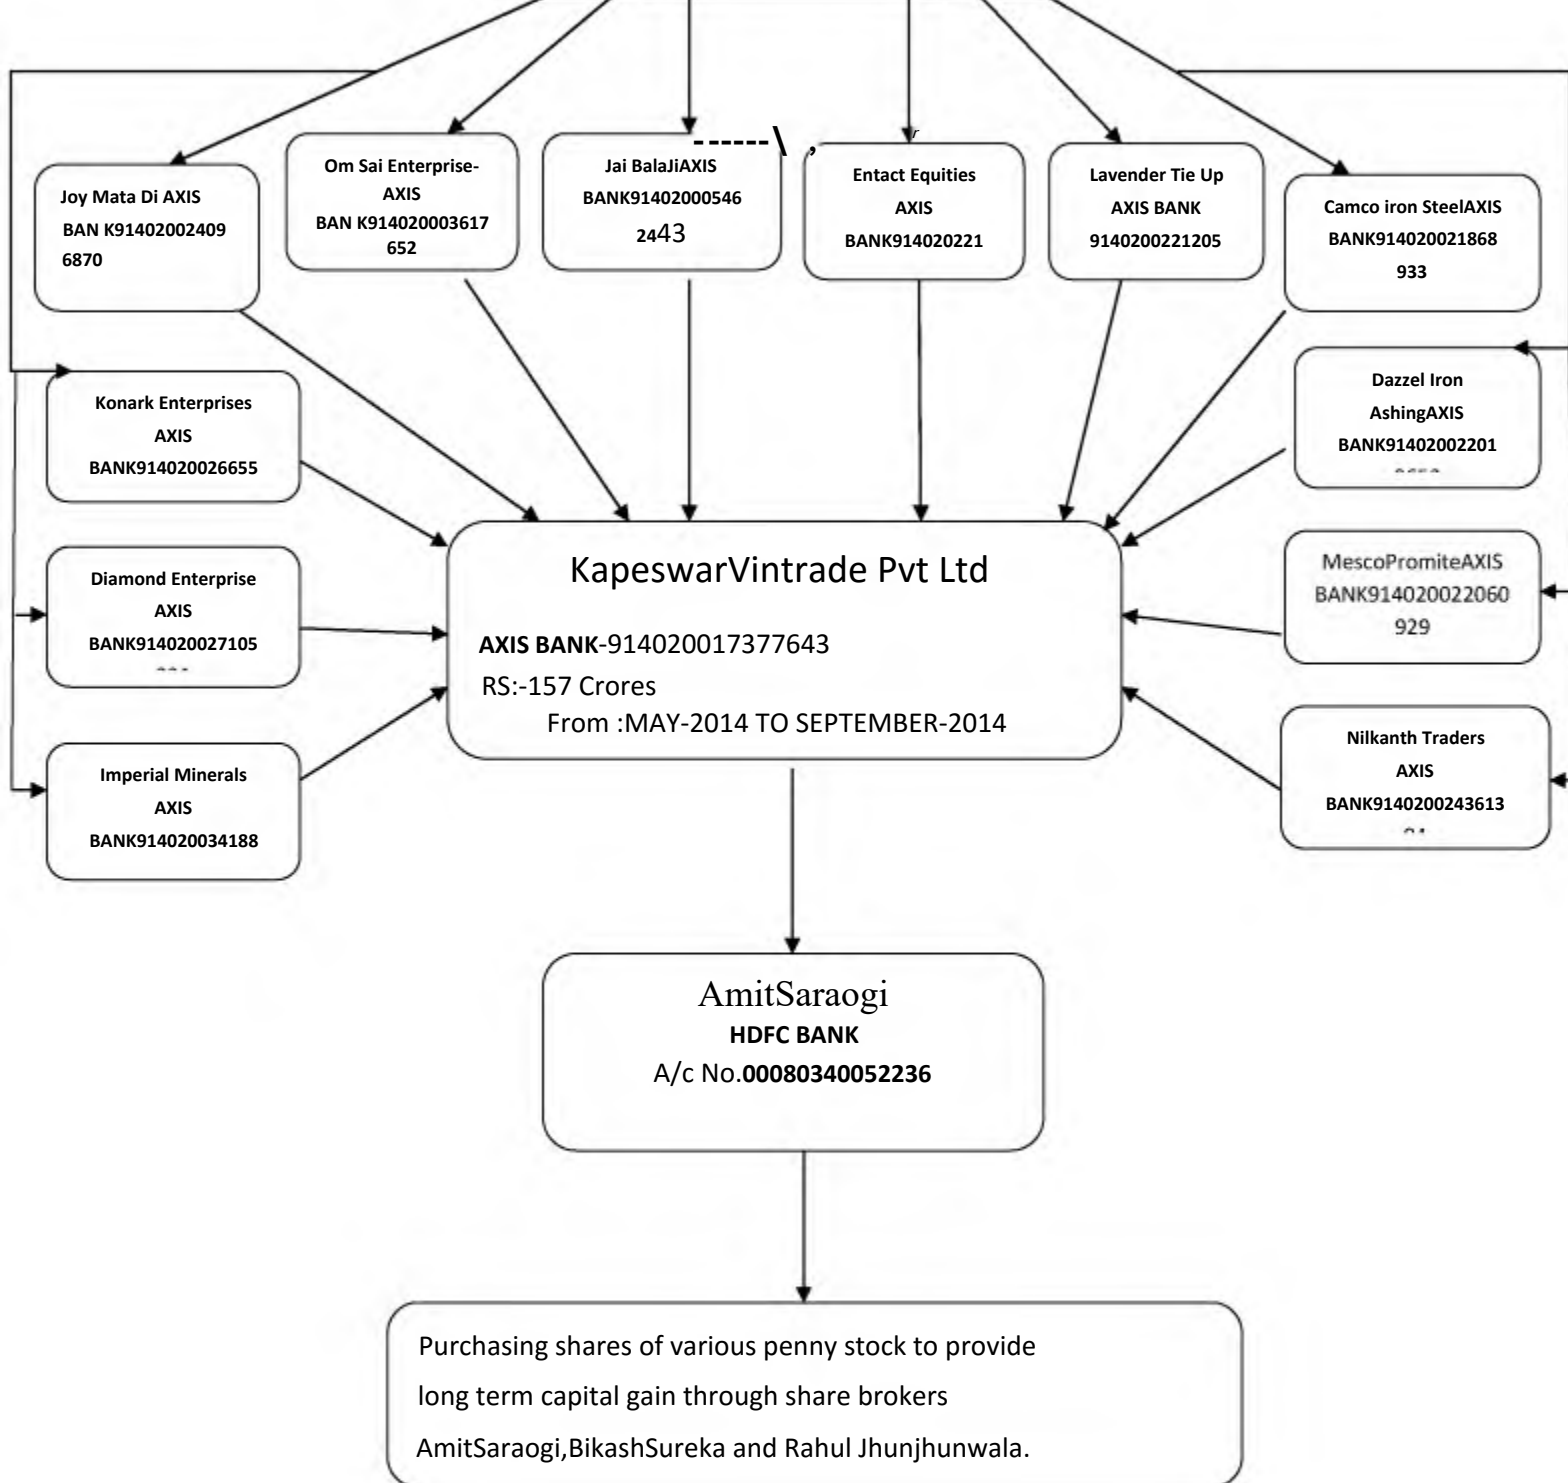 Joy Mata Di AXIS
BAN K91402002409
6870
Om Sai Enterprise-
AXIS
BAN K914020003617
652
Jai BalaJiAXIS
BANK91402000546
2443
Entact Equities
AXIS
BANK914020221
Lavender Tie Up
AXIS BANK
9140200221205
Camco iron SteelAXIS
BANK914020021868
933
Konark Enterprises
AXIS
BANK914020026655
Dazzel Iron
AshingAXIS
BANK91402002201
Diamond Enterprise
AXIS
BANK914020027105
MescoPromiteAXIS
BANK914020022060
929
Imperial Minerals
AXIS
BANK914020034188
Nilkanth Traders
AXIS
BANK9140200243613
KapeswarVintrade Pvt Ltd
AXIS BANK-914020017377643
RS:-157 Crores
From :MAY-2014 TO SEPTEMBER-2014
AmitSaraogi
HDFC BANK
A/c No.00080340052236
Purchasing shares of various penny stock to provide
long term capital gain through share brokers
AmitSaraogi,BikashSureka and Rahul Jhunjhunwala.